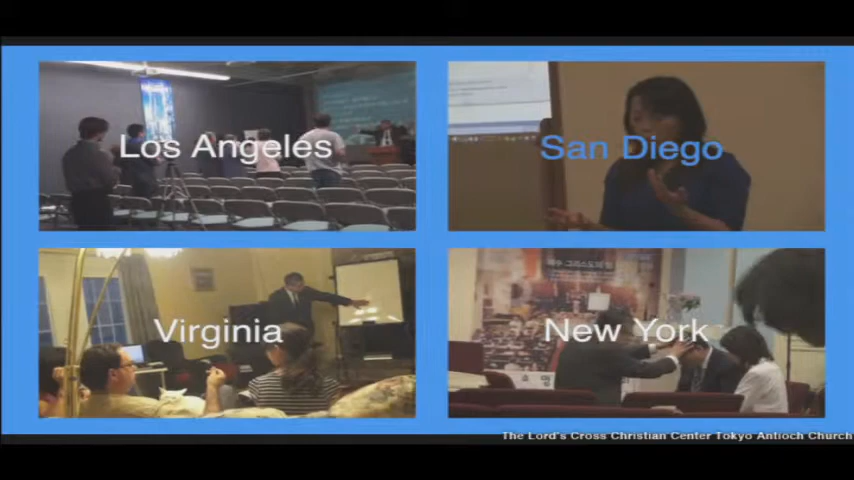 Los Angeles
San Diego
Virginia
New York
The Lord's Cross Christian Center Tokyo Antioch Church